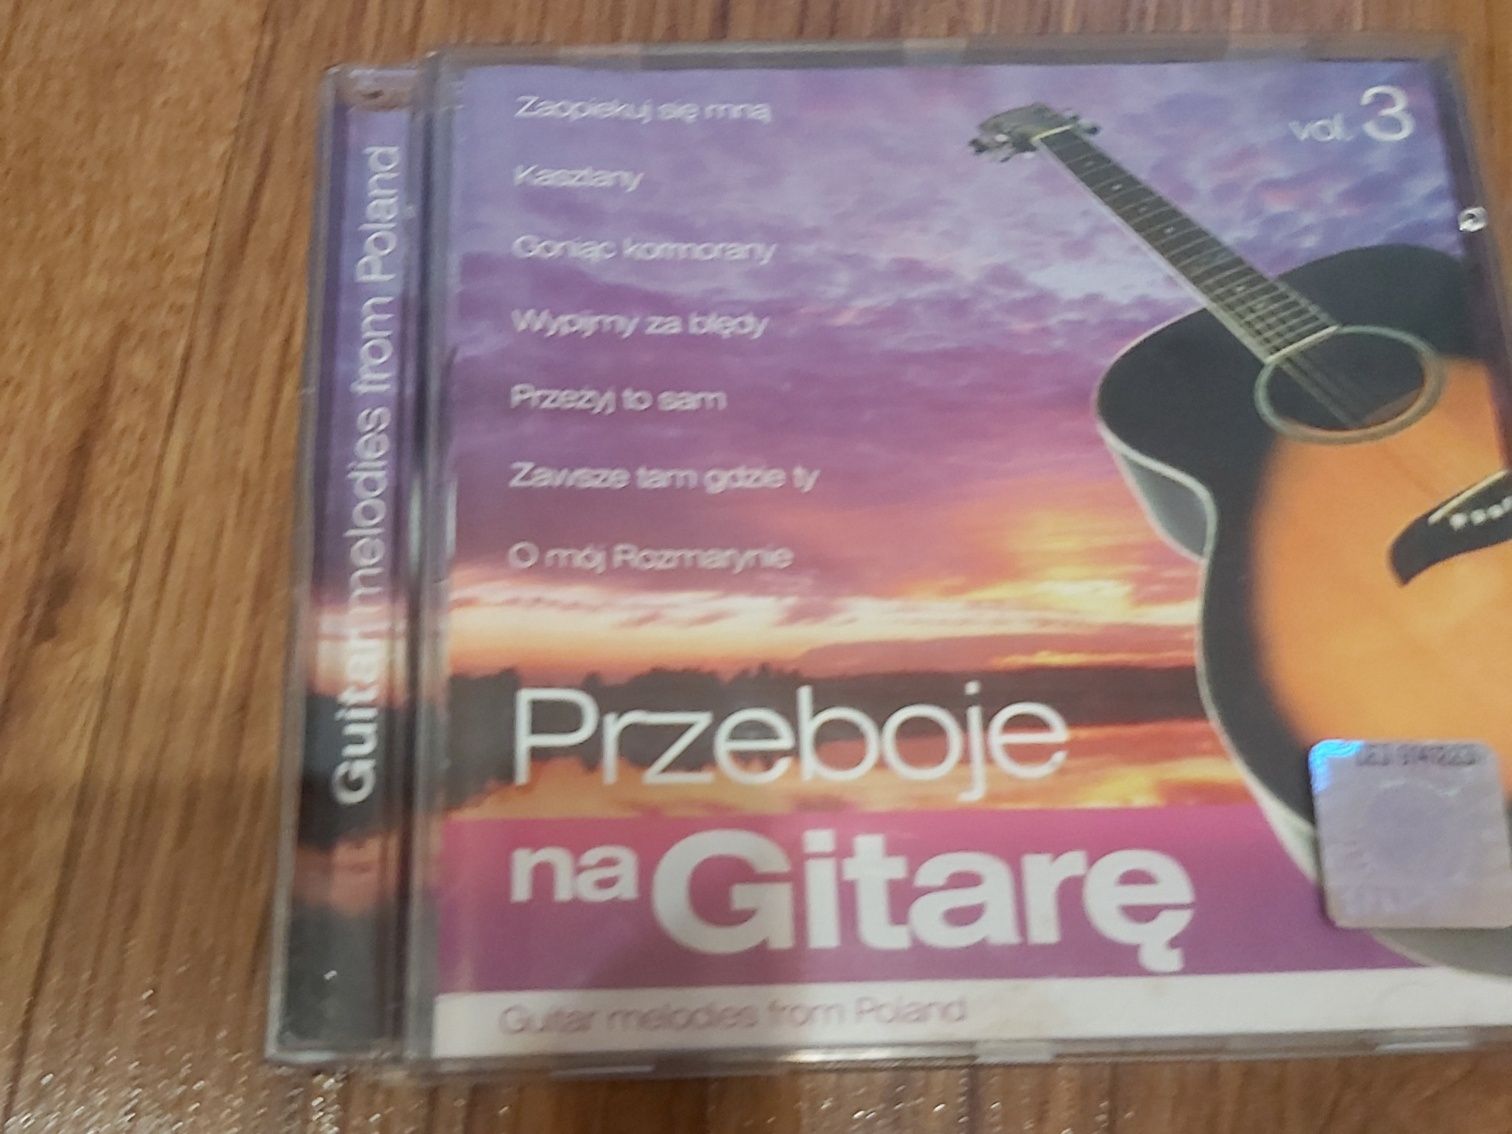 Guitar melodies from Poland
vol. 3
Zaopiekuj się mną
Kasztany
Goniąc kormorany
Wypijmy za błędy
Przeżyj to sam
Zawsze tam gdzie ty
O mój Rozmarynie
Przeboje
na Gitarę
Guitar melodies from Poland